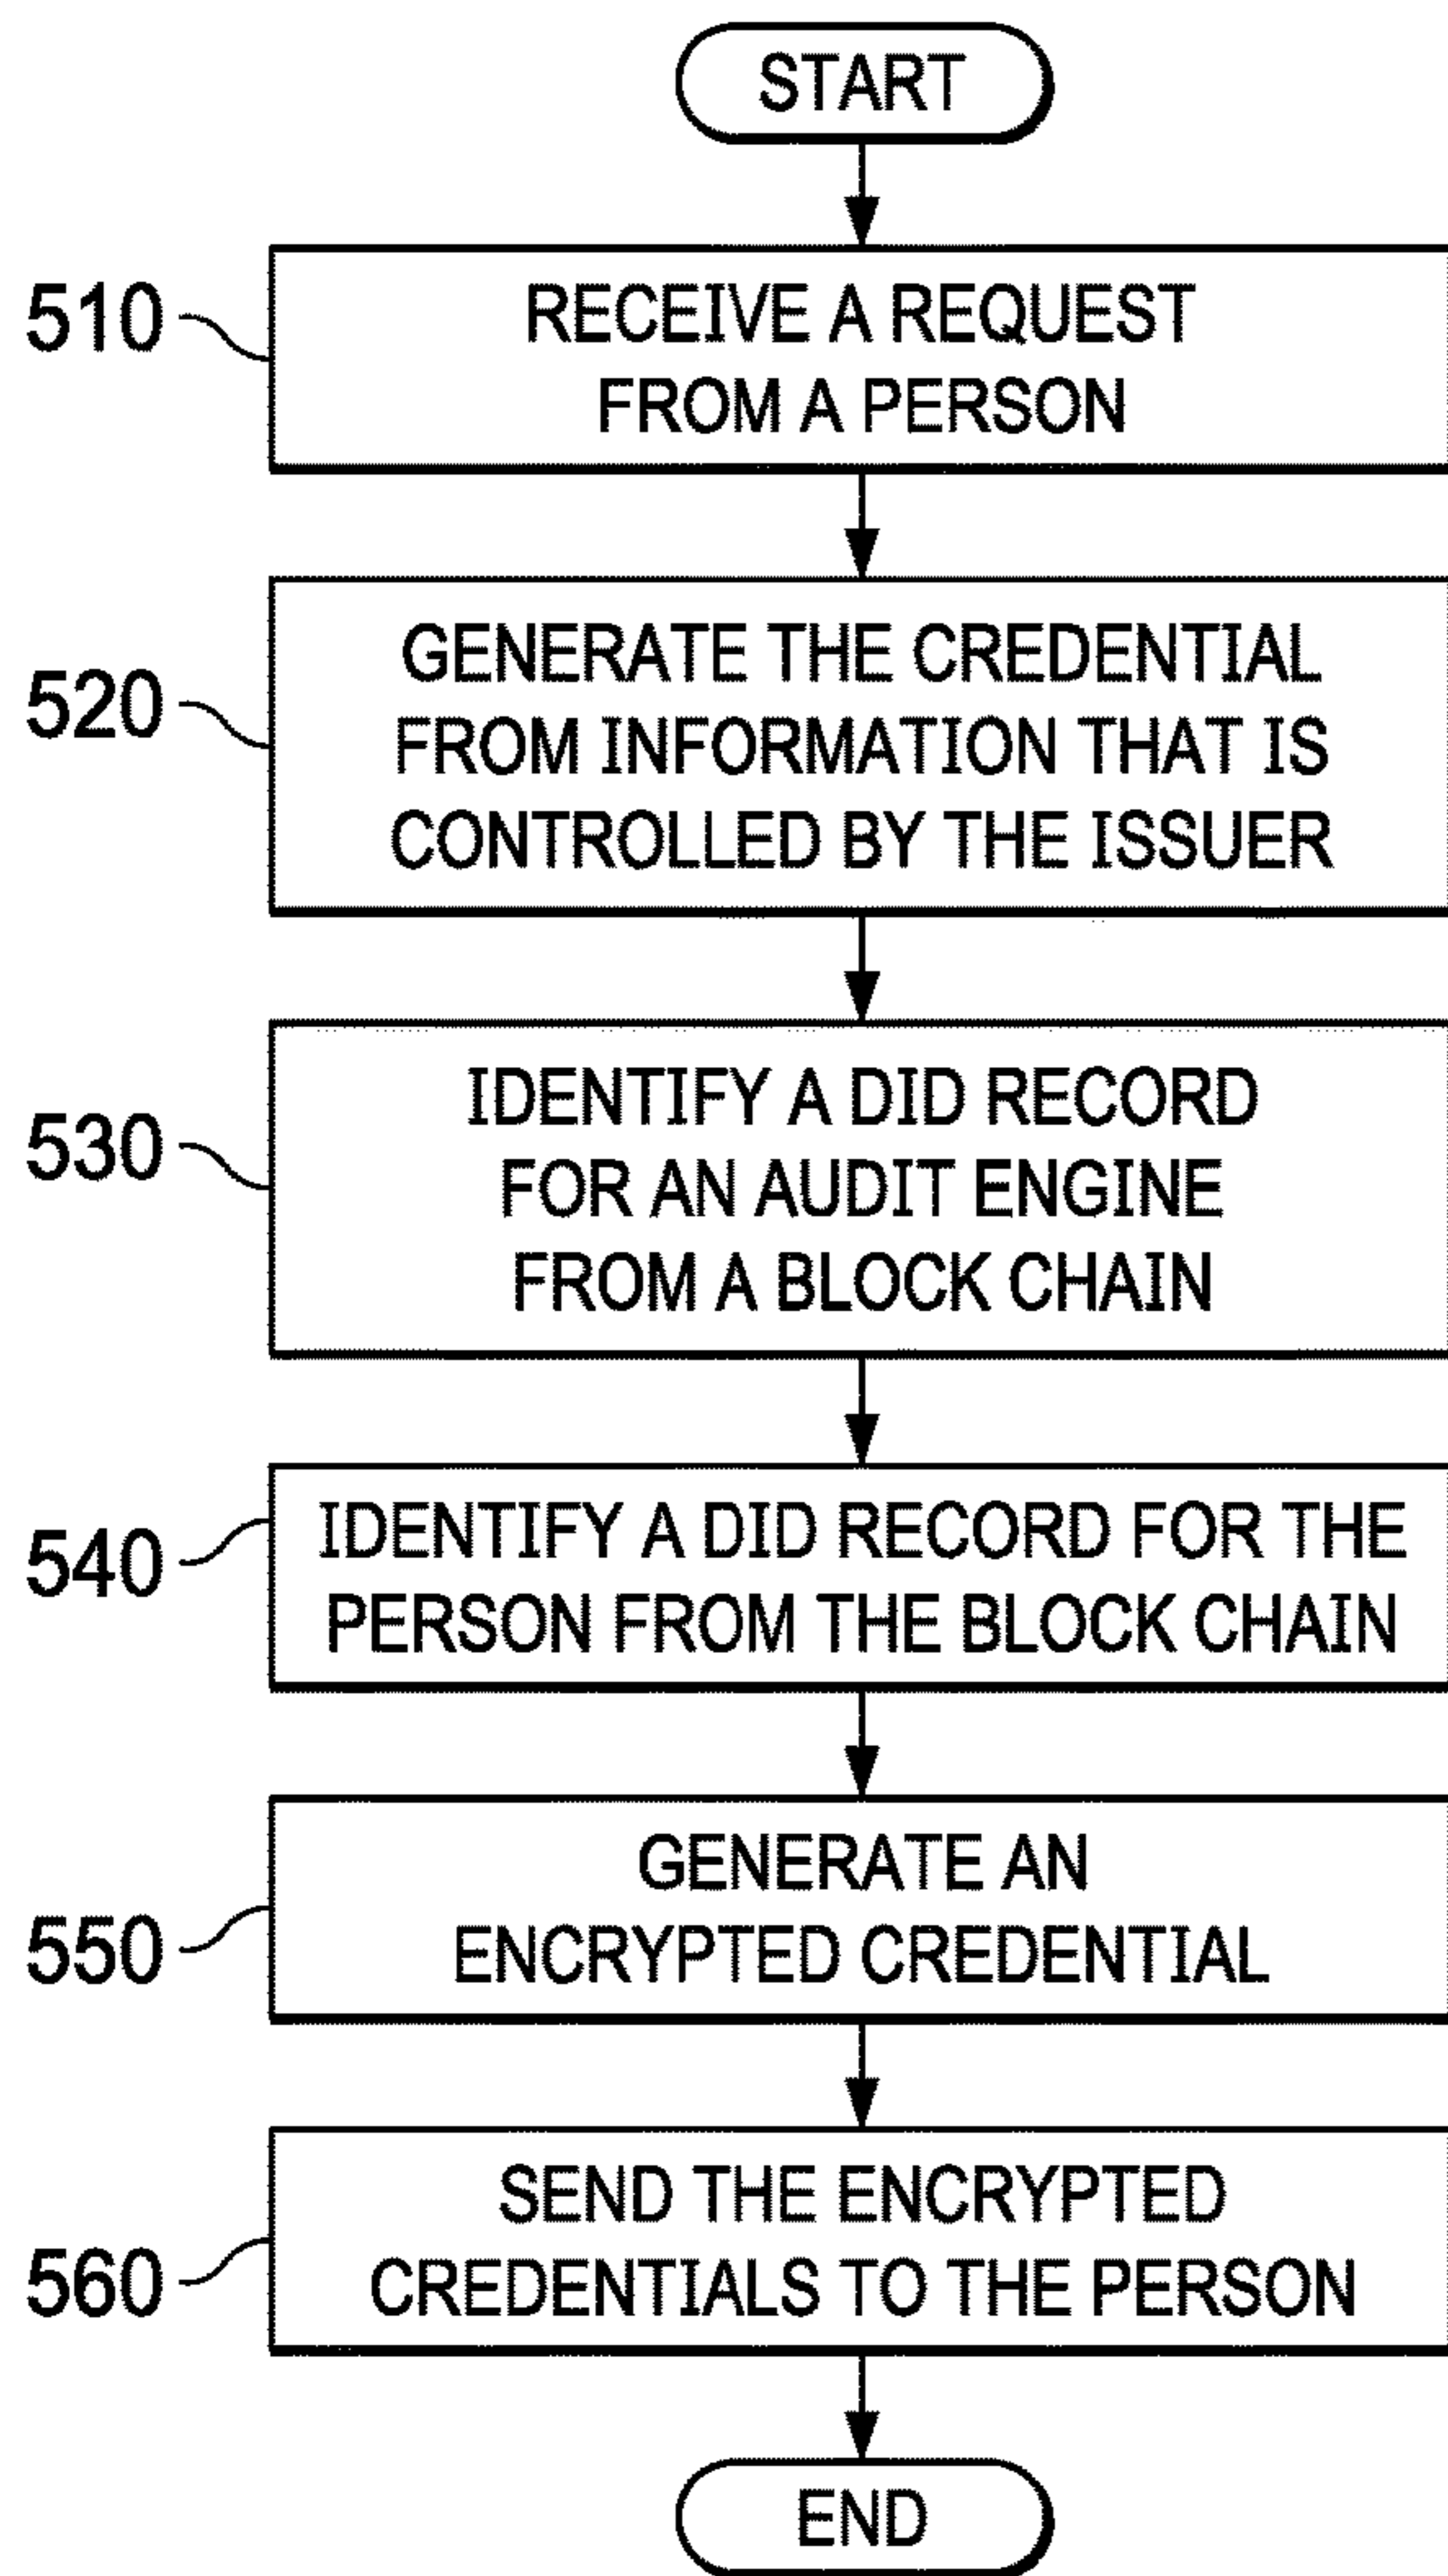 START
510
RECEIVE A REQUEST
FROM A PERSON
520
GENERATE THE CREDENTIAL
FROM INFORMATION THAT IS
CONTROLLED BY THE ISSUER
530
IDENTIFY A DID RECORD
FOR AN AUDIT ENGINE
FROM A BLOCK CHAIN
540
IDENTIFY A DID RECORD FOR THE
PERSON FROM THE BLOCK CHAIN
550
GENERATE AN
ENCRYPTED CREDENTIAL
560
SEND THE ENCRYPTED
CREDENTIALS TO THE PERSON
END